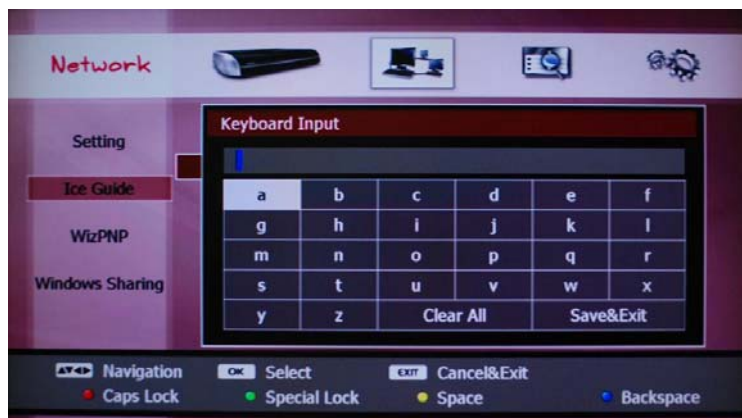 Network
Setting
Ice Guide
WizPNP
Windows Sharing
Keyboard Input
a b c d e f
g h i j k l
m n o p q r
s t u v w x
y z Clear All Save&Exit
Navigation OK Select EXIT Cancel&Exit
Caps Lock Special Lock Space Backspace